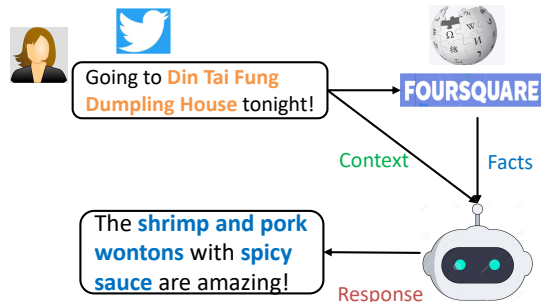 Going to Din Tai Fung
Dumpling House tonight!
FOURSQUARE
Context
Facts
The shrimp and pork
wontons with spicy
sauce are amazing!
Response